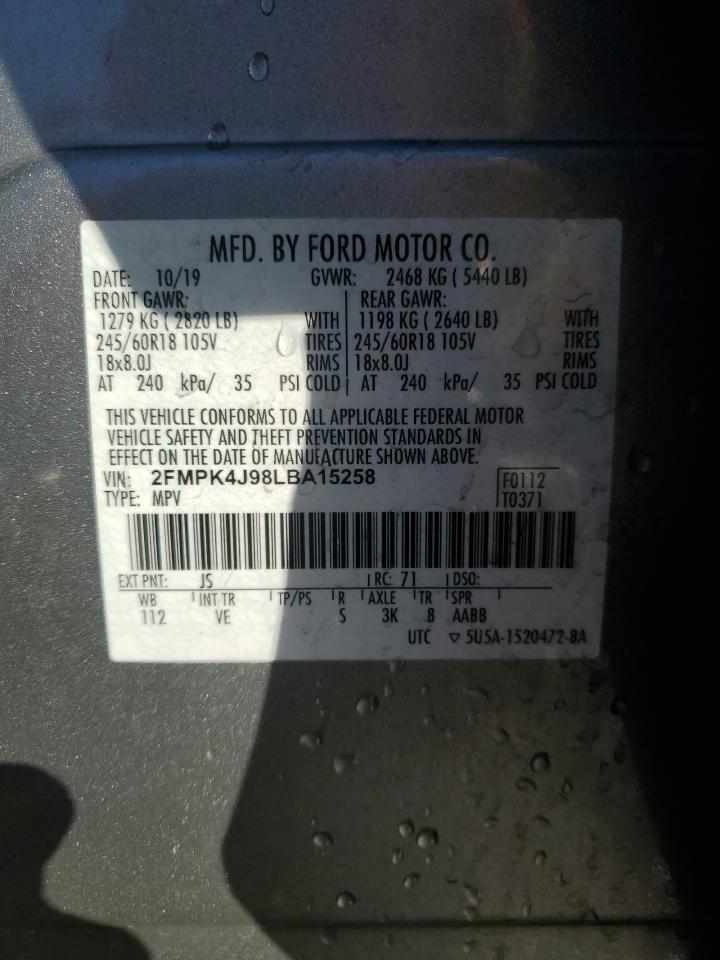 MFD. BY FORD MOTOR CO.
DATE: 10/19 GVWR: 2468 KG ( 5440 LB)
FRONT GAWR: REAR GAWR:
1279 KG ( 2820 LB) WITH 1198 KG ( 2640 LB) WITH
245/60R18 105V TIRES 245/60R18 105V TIRES
18x8.0J RIMS 18x8.0J RIMS
AT 240 kPa/ 35 PSI COLD AT 240 kPa/ 35 PSI COLD
THIS VEHICLE CONFORMS TO ALL APPLICABLE FEDERAL MOTOR
VEHICLE SAFETY AND THEFT PREVENTION STANDARDS IN
EFFECT ON THE DATE OF MANUFACTURE SHOWN ABOVE.
VIN: 2FMPK4J98LBA15258 F0112
TYPE: MPV T0371
EXT PNT: JS RC: 71 DSO:
WB INT TR TP/PS R AXLE TR SPR
112 VE S 3K 8 AABB
UTC ▽ 5U5A-1520472-8A